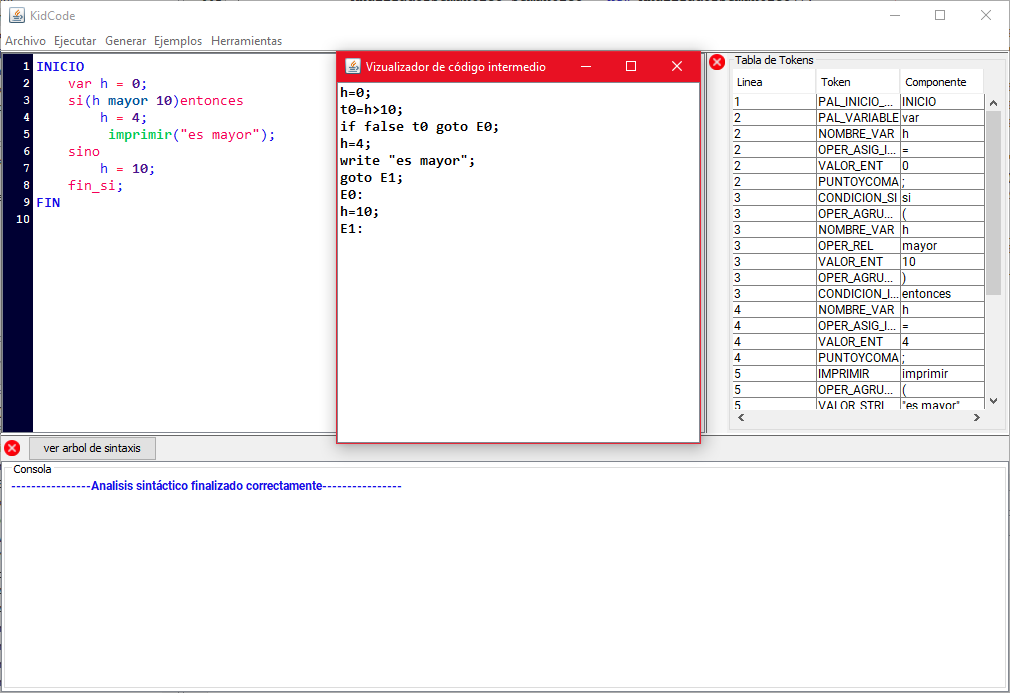 KidCode
Archivo Ejecutar Generar Ejemplos Herramientas
1 INICIO
2 var h = 0;
3 si(h mayor 10)entonces
4 h = 4;
5 imprimir("es mayor");
6 sino
7 h = 10;
8 fin_si;
9 FIN
10
Vizualizador de código intermedio
h=0;
t0=h>10;
if false t0 goto E0;
h=4;
write "es mayor";
goto E1;
E0:
h=10;
E1:
Tabla de Tokens
Linea Token Componente
1 PAL_INICIO_... INICIO
2 PAL_VARIABLE var
2 NOMBRE_VAR h
2 OPER_ASIG_I... =
2 VALOR_ENT 0
2 PUNTOYCOMA ;
3 CONDICION_SI si
3 OPER_AGRU... (
3 NOMBRE_VAR h
3 OPER_REL mayor
3 VALOR_ENT 10
3 OPER_AGRU... )
3 CONDICION_I... entonces
4 NOMBRE_VAR h
4 OPER_ASIG_I... =
4 VALOR_ENT 4
4 PUNTOYCOMA ;
5 IMPRIMIR imprimir
5 OPER_AGRU... (
5 VALOR_STRI... "es mayor"
ver arbol de sintaxis
Consola
----------------Analisis sintáctico finalizado correctamente----------------